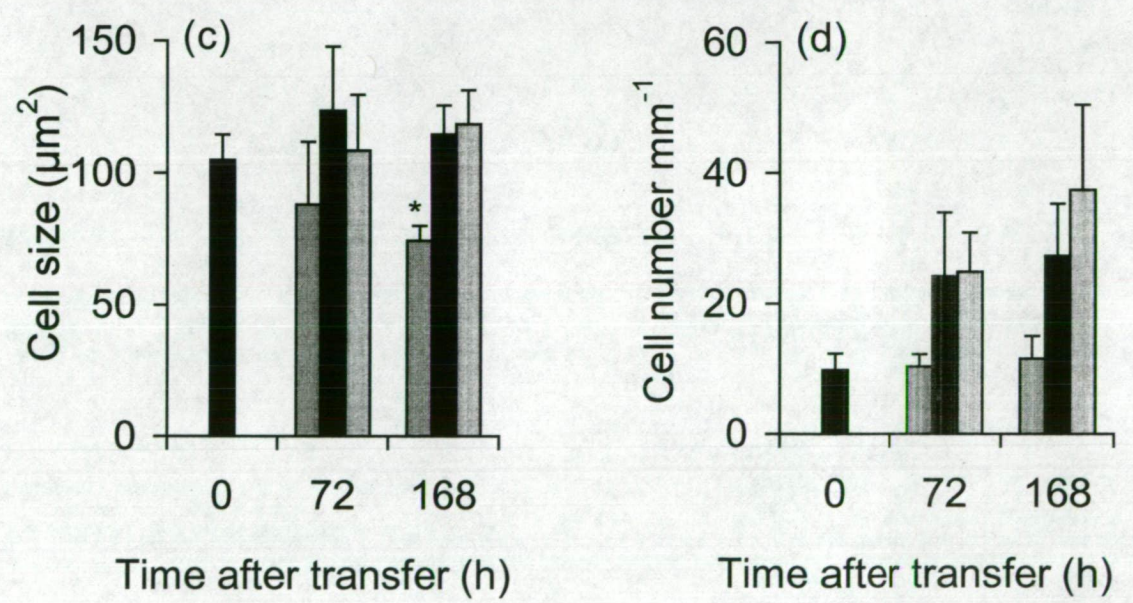 (c)
Cell size (µm²)
150
100
50
0
*
0 72 168
Time after transfer (h)
(d)
Cell number mm⁻¹
60
40
20
0
0 72 168
Time after transfer (h)